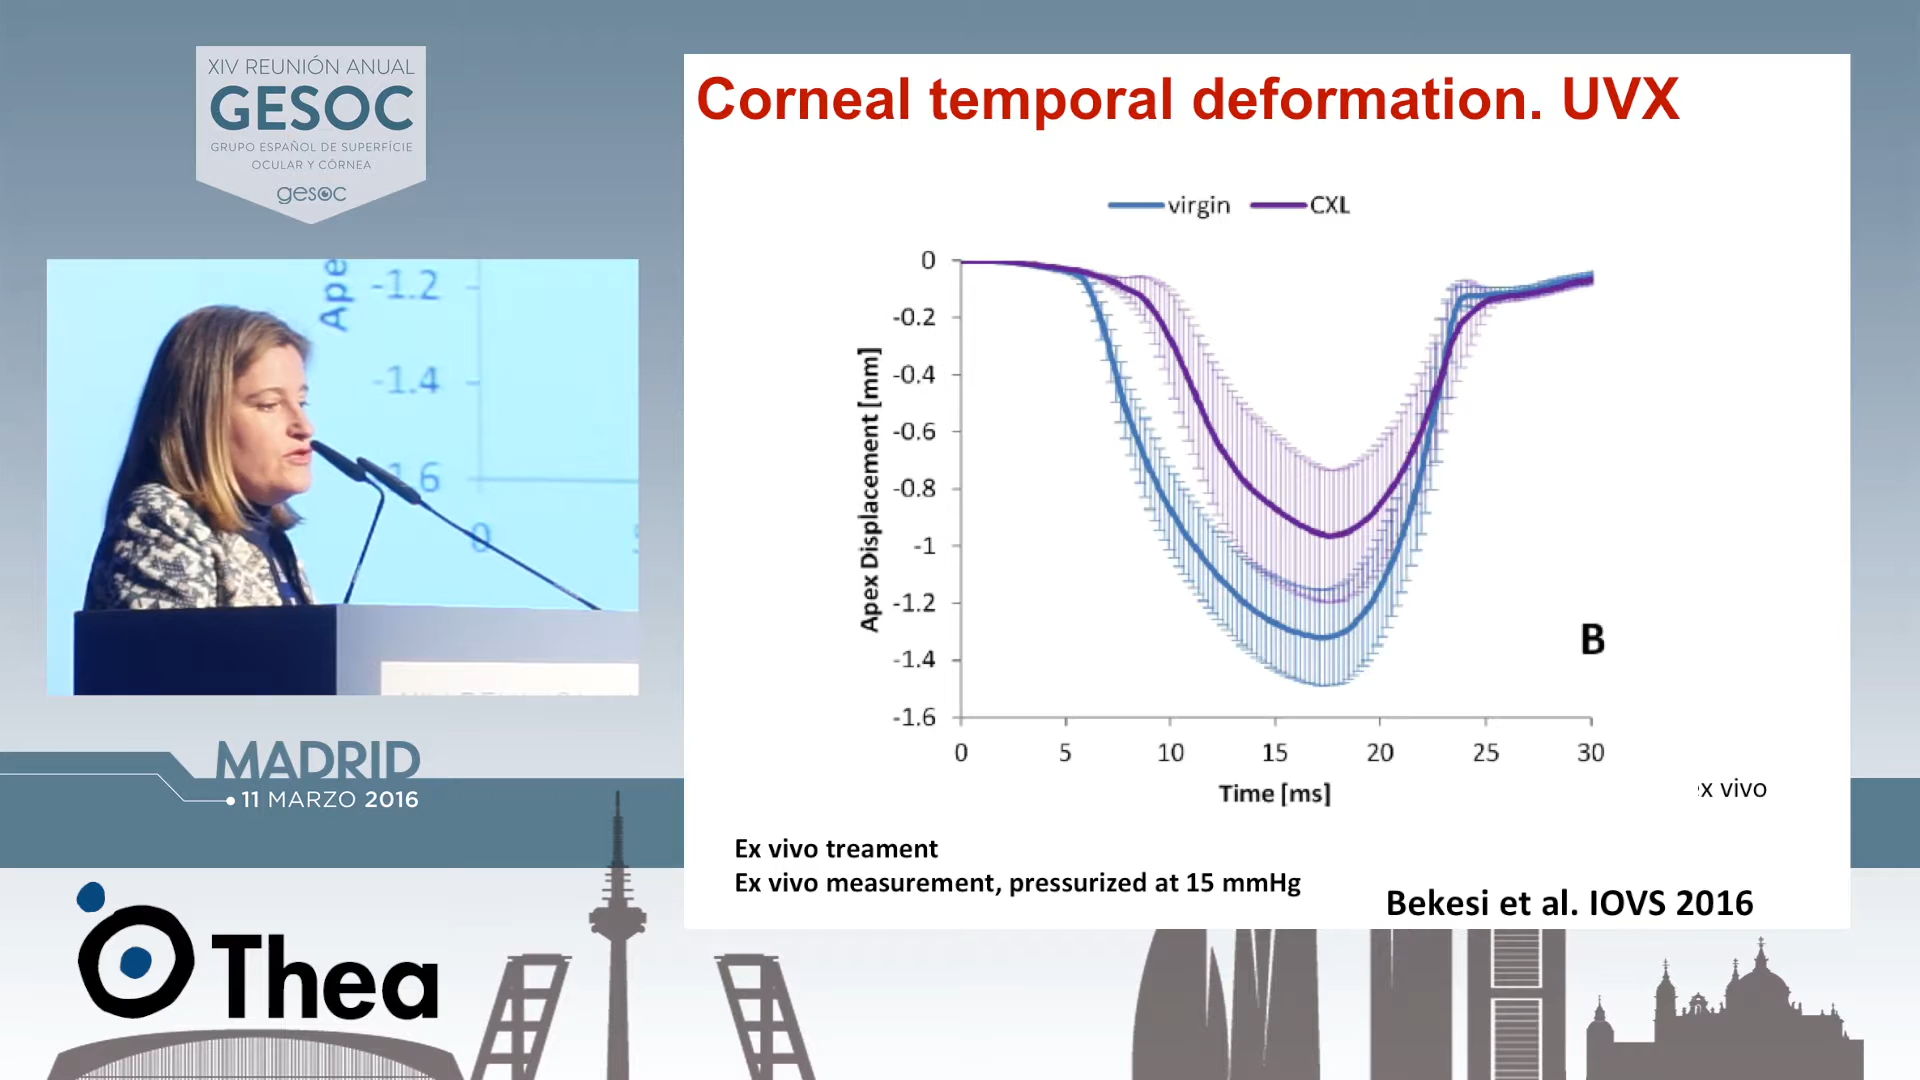 XIV REUNIÓN ANUAL
GESOC
GRUPO ESPAÑOL DE SUPERFÍCIE
OCULAR Y CÓRNEA
gesoc
Ape
-1.2
-1.4
0
MADRID
11 MARZO 2016
Thea
Corneal temporal deformation. UVX
virgin CXL
0
-0.2
-0.4
-0.6
-0.8
-1
-1.2
-1.4
-1.6
Apex Displacement [mm]
B
0 5 10 15 20 25 30
Time [ms]
ex vivo
Ex vivo treament
Ex vivo measurement, pressurized at 15 mmHg
Bekesi et al. IOVS 2016